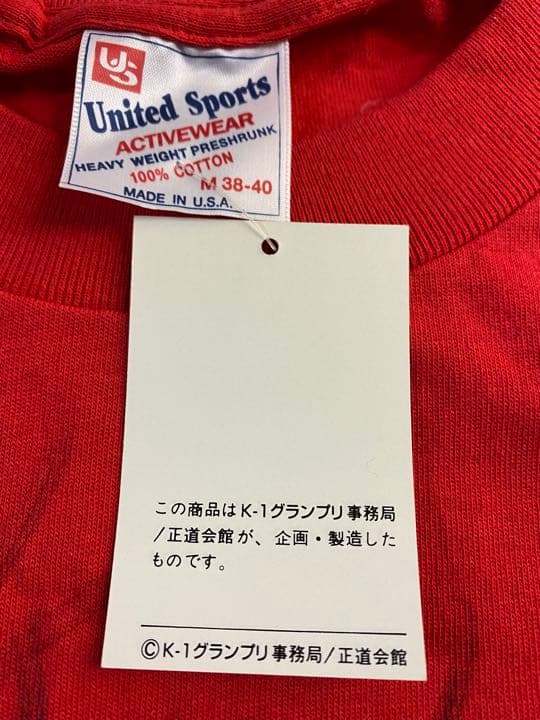 US
United Sports
ACTIVEWEAR
HEAVY WEIGHT PRESHRUNK
100% COTTON
M 38-40
MADE IN U.S.A.
この商品はK-1グランプリ事務局
/正道会館が、企画・製造した
ものです。
©K-1グランプリ事務局/正道会館